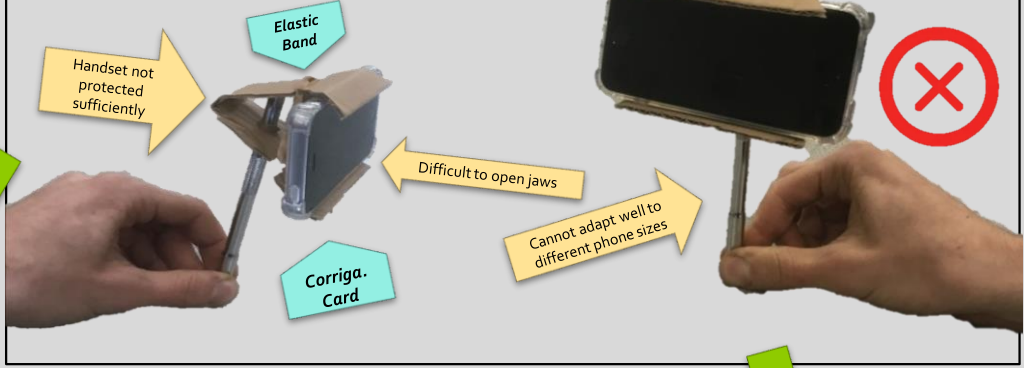 Elastic
Band
Handset not
protected
sufficiently
Difficult to open jaws
Cannot adapt well to
different phone sizes
Corriga.
Card